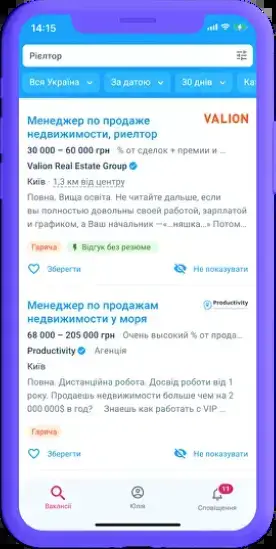 14:15
Рієлтор
Вся Україна За датою 30 днів Кат
Менеджер по продаже VALION
недвижимости, риелтор
30 000 – 60 000 грн % от сделок + премии и ...
Valion Real Estate Group
Київ · 1,3 км від центру
Повна. Вища освіта. Не читайте дальше, если
вы полностью довольны своей работой, зарплатой
и графиком, а Ваш начальник —«...няшка...» Потом...
Гаряча Відгук без резюме
Зберегти Не показувати
Менеджер по продажам Productivity
недвижимости у моря
68 000 – 205 000 грн Очень высокий % от прода...
Productivity Агенція
Київ
Повна. Дистанційна робота. Досвід роботи від 1
року. Продаешь недвижимости больше чем на 2
000 000$ в год? Знаешь как работать с VIP ...
Гаряча
Зберегти Не показувати
11
Вакансії Юлія Сповіщення